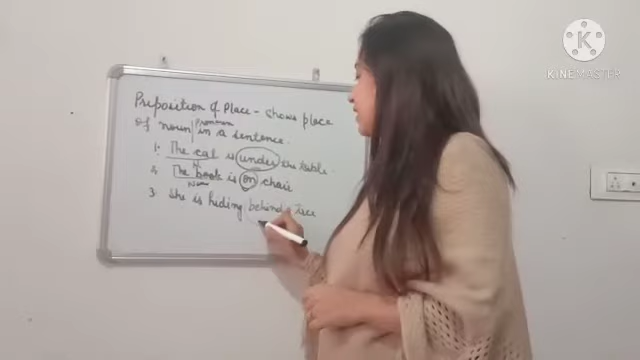 Preposition of Place - shows place
of noun/pronoun in a sentence.
1. The cat is under the table.
N
2. The book is on chair
Noun
3. She is hiding behind tree
KINEMASTER